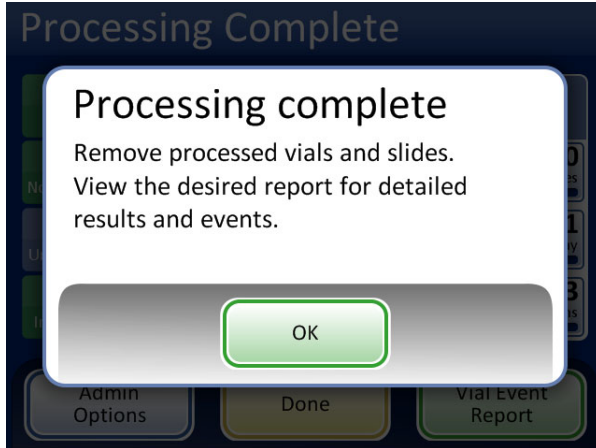 Processing Complete
Processing complete
Remove processed vials and slides.
View the desired report for detailed
results and events.
OK
Admin
Options
Done
Vial Event
Report